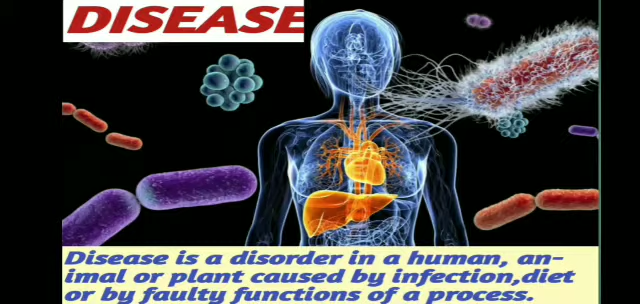 DISEASE
Disease is a disorder in a human, an-
imal or plant caused by infection,diet
or by faulty functions of a process.